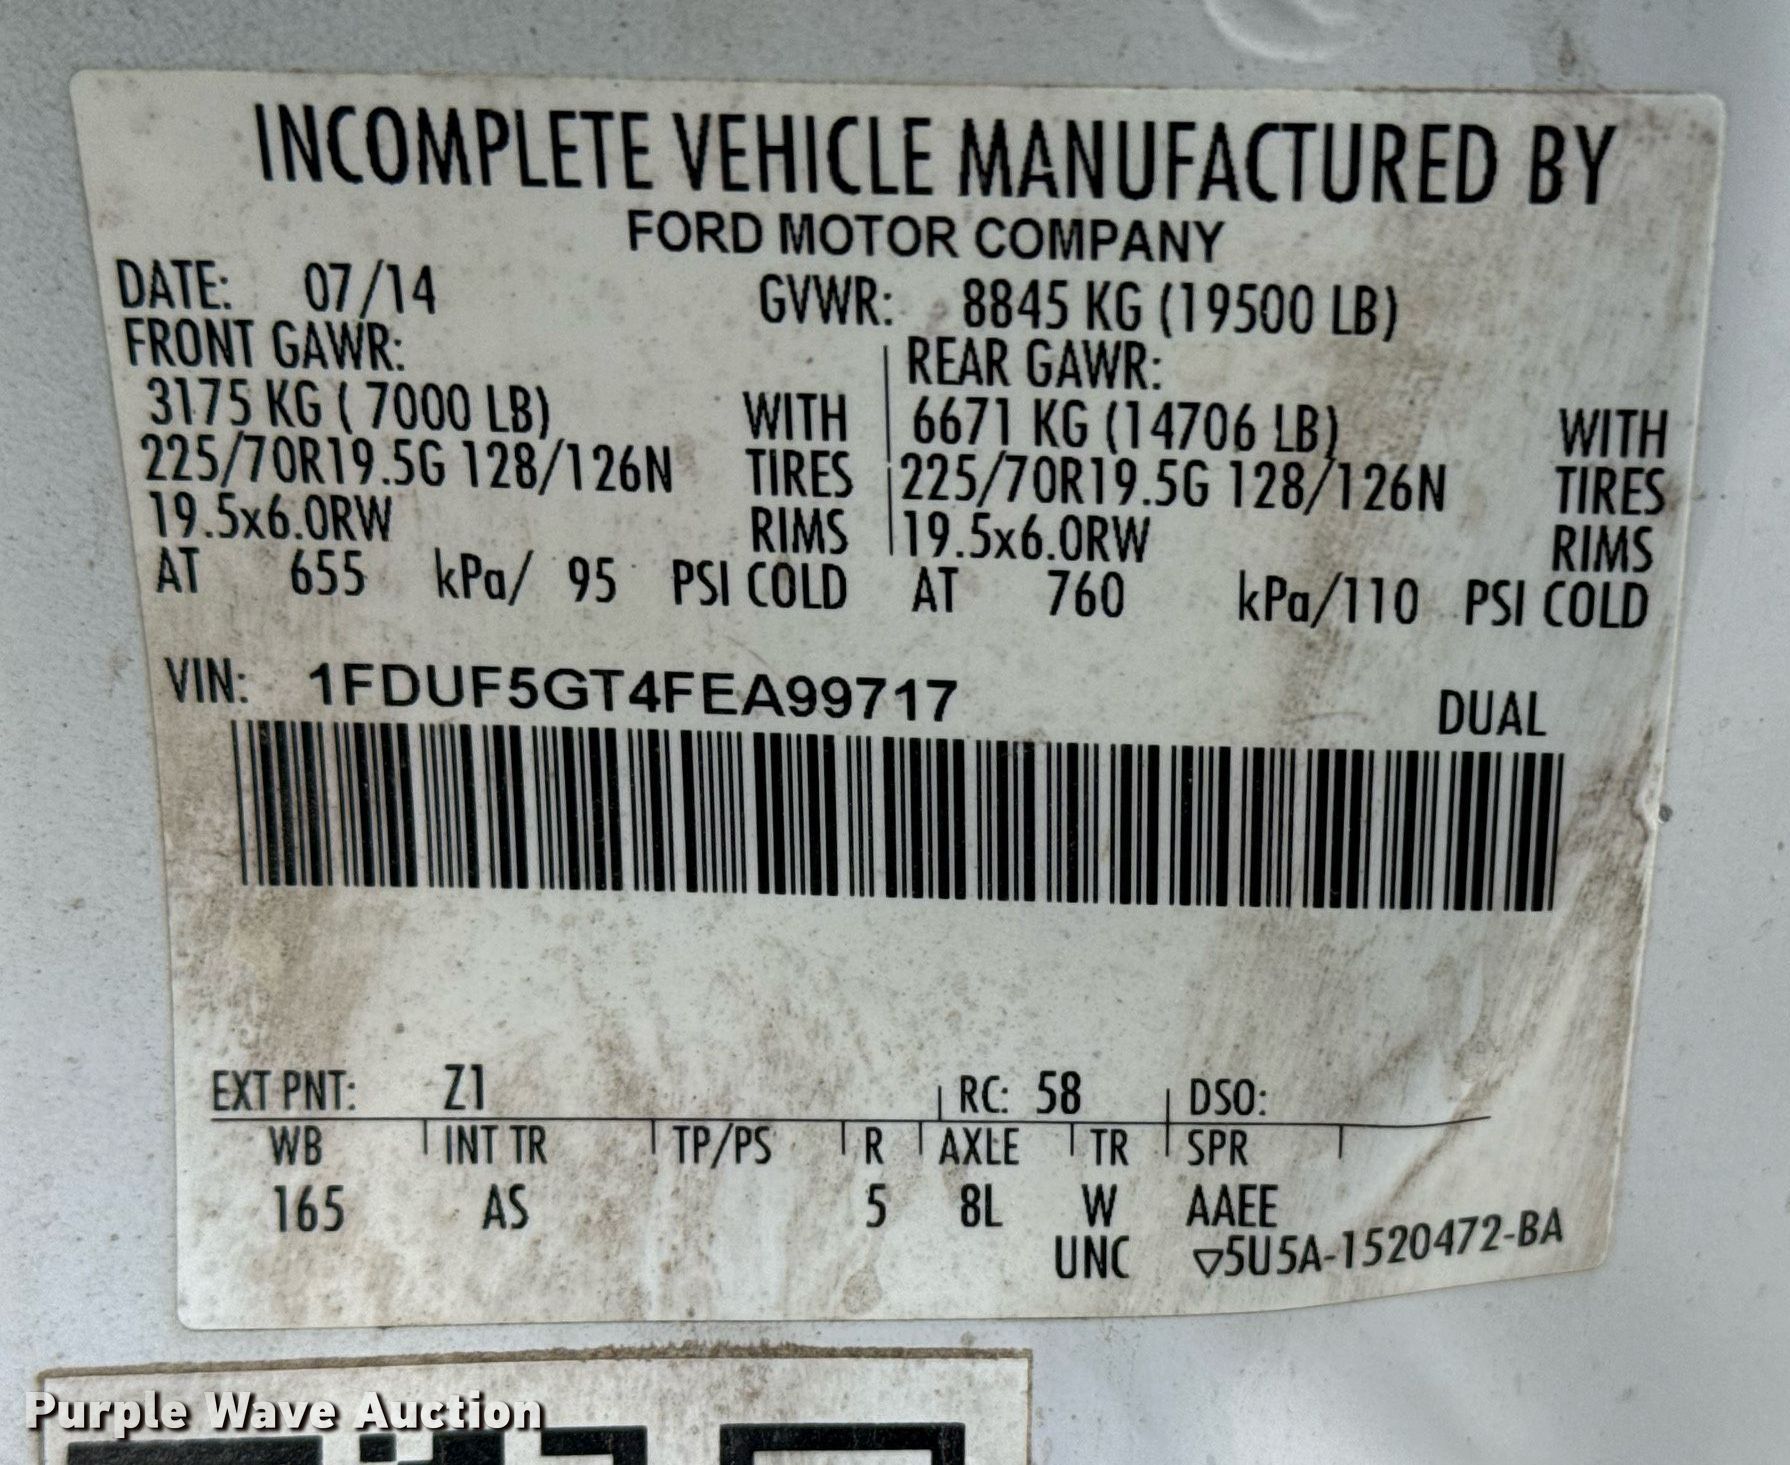 INCOMPLETE VEHICLE MANUFACTURED BY
FORD MOTOR COMPANY
DATE: 07/14 GVWR: 8845 KG (19500 LB)
FRONT GAWR: REAR GAWR:
3175 KG ( 7000 LB) WITH 6671 KG (14706 LB) WITH
225/70R19.5G 128/126N TIRES 225/70R19.5G 128/126N TIRES
19.5x6.0RW RIMS 19.5x6.0RW RIMS
AT 655 kPa/ 95 PSI COLD AT 760 kPa/110 PSI COLD
VIN: 1FDUF5GT4FEA99717 DUAL
EXT PNT: Z1 RC: 58 DSO:
WB INT TR TP/PS R AXLE TR SPR
165 AS 5 8L W AAEE
UNC ▽5U5A-1520472-BA
Purple Wave Auction